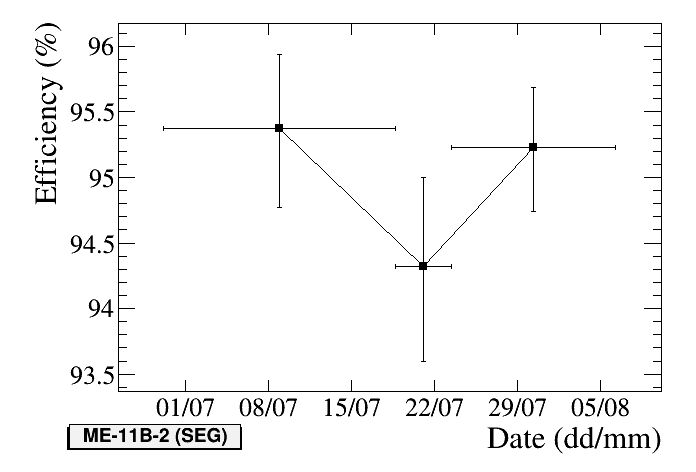 Efficiency (%)
96
95.5
95
94.5
94
93.5
01/07 08/07 15/07 22/07 29/07 05/08
ME-11B-2 (SEG)
Date (dd/mm)